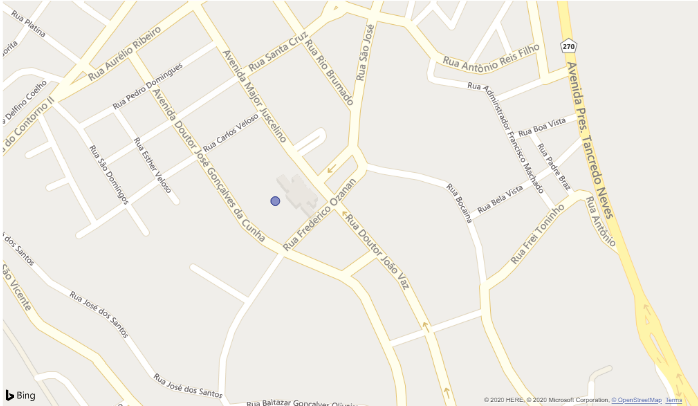 Rua Platina
Rua Aurélio Ribeiro
Rua Santa Cruz
Rua São José
Rua Rio Brumado
Rua Antônio Reis Filho
270
Avenida Pres. Tancredo Neves
Avenida Major Juscelino
Rua Pedro Domingues
a Delfino Coelho
a do Contorno II
Rua Carlos Veloso
Rua Adminstrador Francisco Machado
Rua Boa Vista
Rua Padre Braz
Rua Esther Veloso
Rua São Domingos
Avenida Doutor José Gonçalves da Cunha
Rua Bocaina
Rua Bela Vista
Rua Frederico Ozanan
Rua Doutor João Vaz
Rua Frei Toninho
Rua Antônio
dos Santos
São Vicente
Rua José dos Santos
Rua José dos Santos
Rua Baltazar Gonçalves Oliveira
Bing
© 2020 HERE, © 2020 Microsoft Corporation, © OpenStreetMap Terms